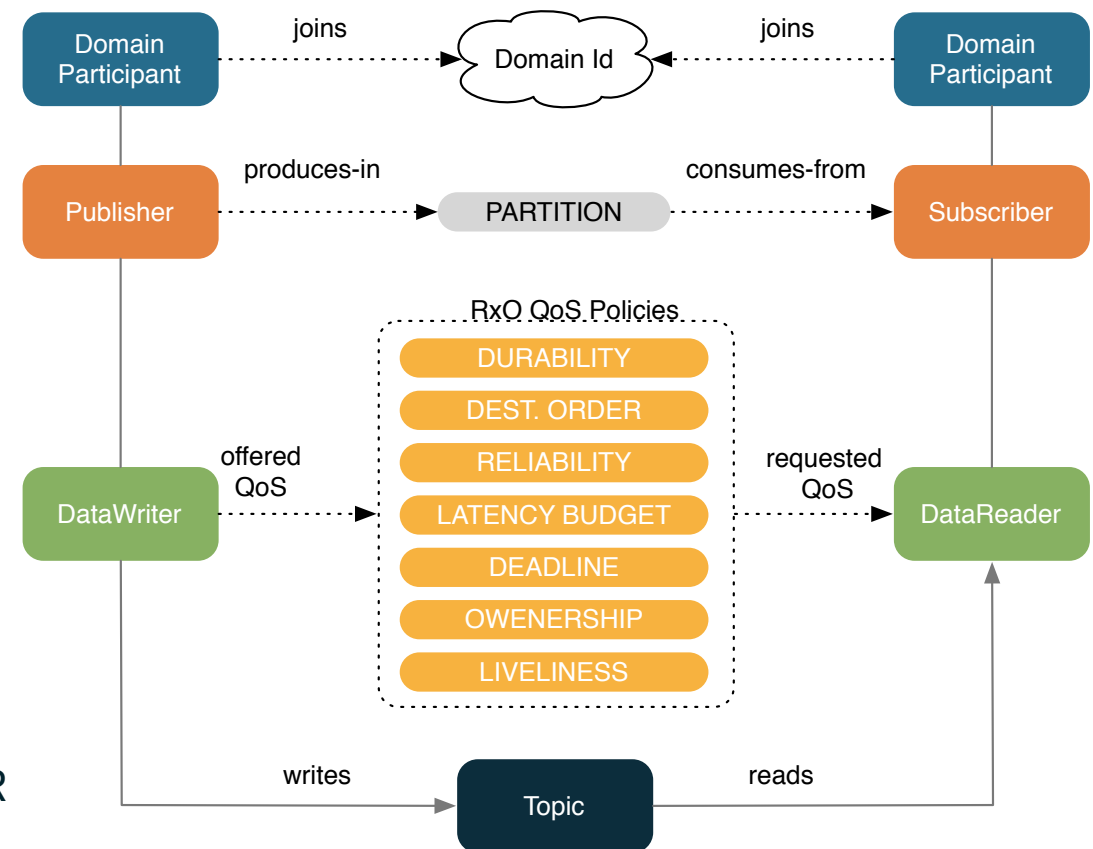 joins
joins
Domain
Participant
Domain Id
Domain
Participant
produces-in
consumes-from
Publisher
PARTITION
Subscriber
RxO QoS Policies
DURABILITY
DEST. ORDER
RELIABILITY
LATENCY BUDGET
DEADLINE
OWENERSHIP
LIVELINESS
offered
QoS
requested
QoS
DataWriter
DataReader
writes
reads
Topic
R